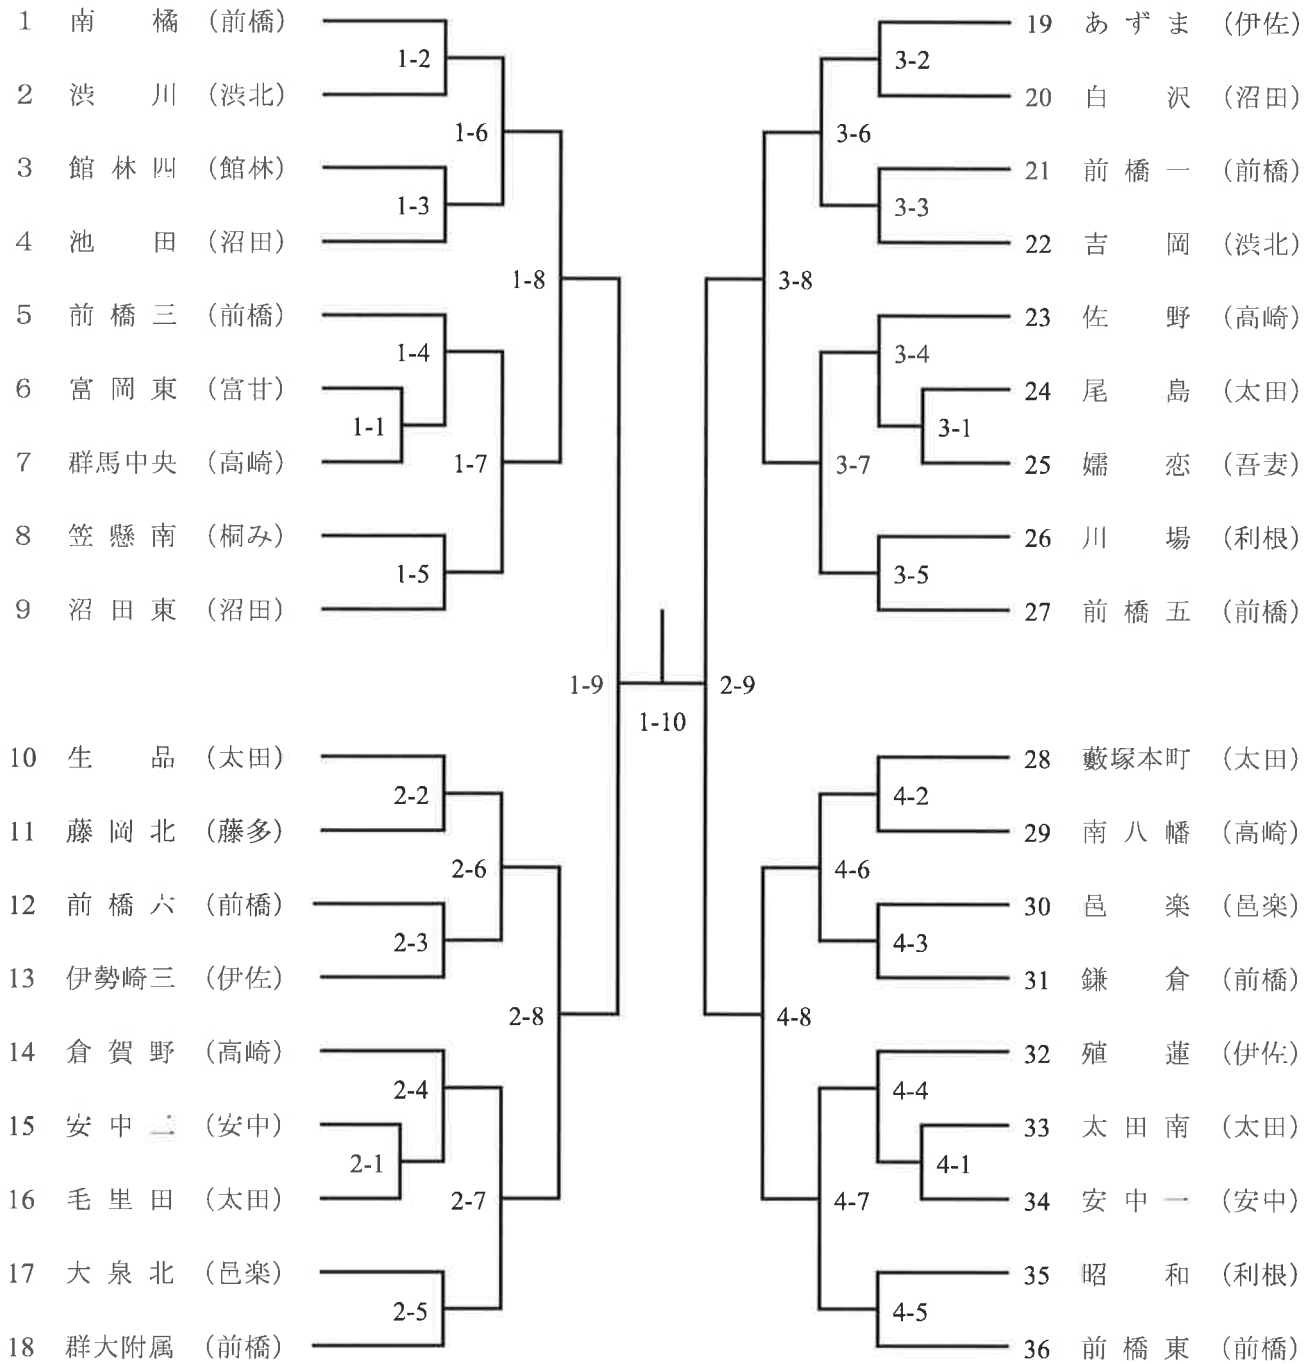 1 南橘 (前橋)
1-2
2 渋川 (渋北)
1-6
3 館林四 (館林)
1-3
4 池田 (沼田)
1-8
5 前橋三 (前橋)
1-4
6 富岡東 (富甘)
1-1
7 群馬中央 (高崎)
1-7
8 笠懸南 (桐み)
1-5
9 沼田東 (沼田)
1-9
10 生品 (太田)
2-2
11 藤岡北 (藤多)
2-6
12 前橋六 (前橋)
2-3
13 伊勢崎三 (伊佐)
2-8
14 倉賀野 (高崎)
2-4
15 安中二 (安中)
2-1
16 毛里田 (太田)
2-7
17 大泉北 (邑楽)
2-5
18 群大附属 (前橋)
1-10
19 あずま (伊佐)
3-2
20 白沢 (沼田)
3-6
21 前橋一 (前橋)
3-3
22 吉岡 (渋北)
3-8
23 佐野 (高崎)
3-4
24 尾島 (太田)
3-1
25 嬬恋 (吾妻)
3-7
26 川場 (利根)
3-5
27 前橋五 (前橋)
2-9
28 藪塚本町 (太田)
4-2
29 南八幡 (高崎)
4-6
30 邑楽 (邑楽)
4-3
31 鎌倉 (前橋)
4-8
32 殖蓮 (伊佐)
4-4
33 太田南 (太田)
4-1
34 安中一 (安中)
4-7
35 昭和 (利根)
4-5
36 前橋東 (前橋)